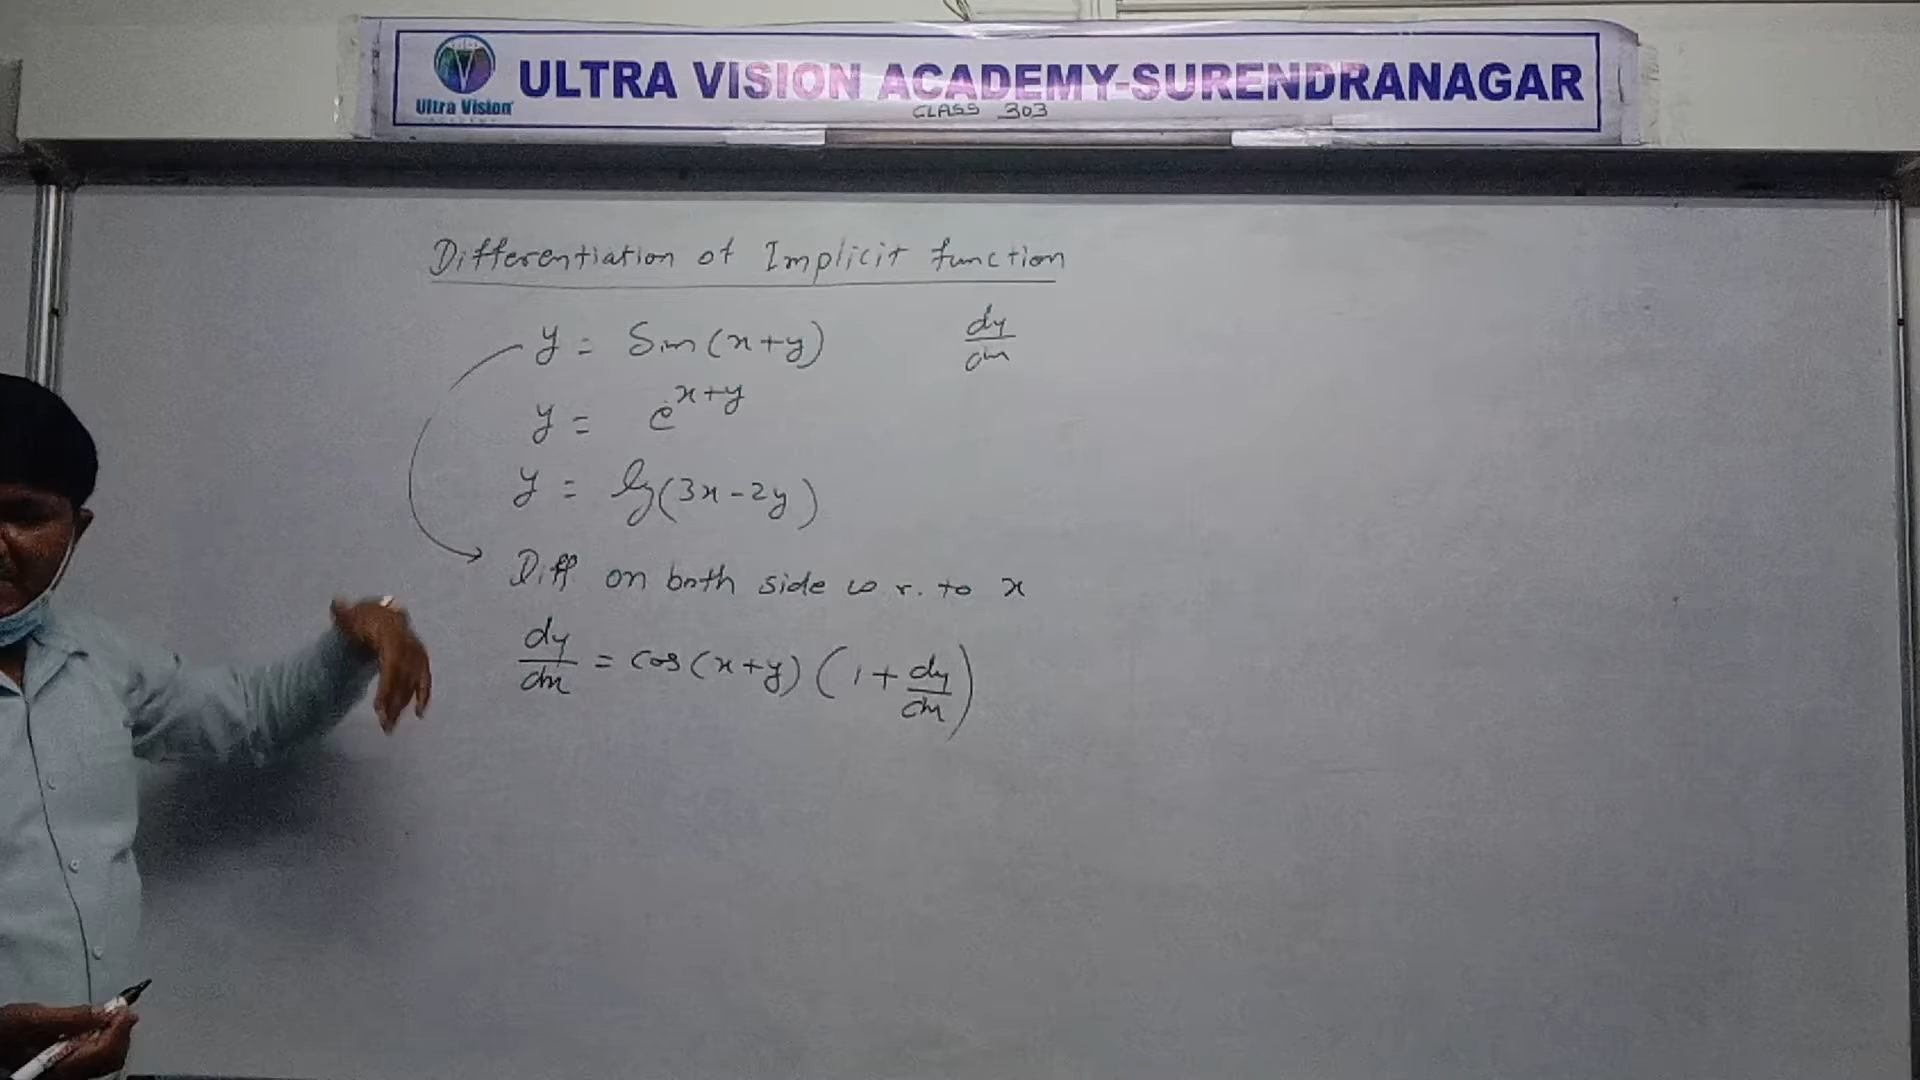 ULTRA VISION ACADEMY-SURENDRANAGAR
Ultra Vision
ACADEMY
CLASS 303
Differentiation of Implicit function
y = Sin(x+y) dy/dx
y = e^x+y
y = log(3x-2y)
Diff on both side w r. to x
dy/dx = cos(x+y) (1+dy/dx)